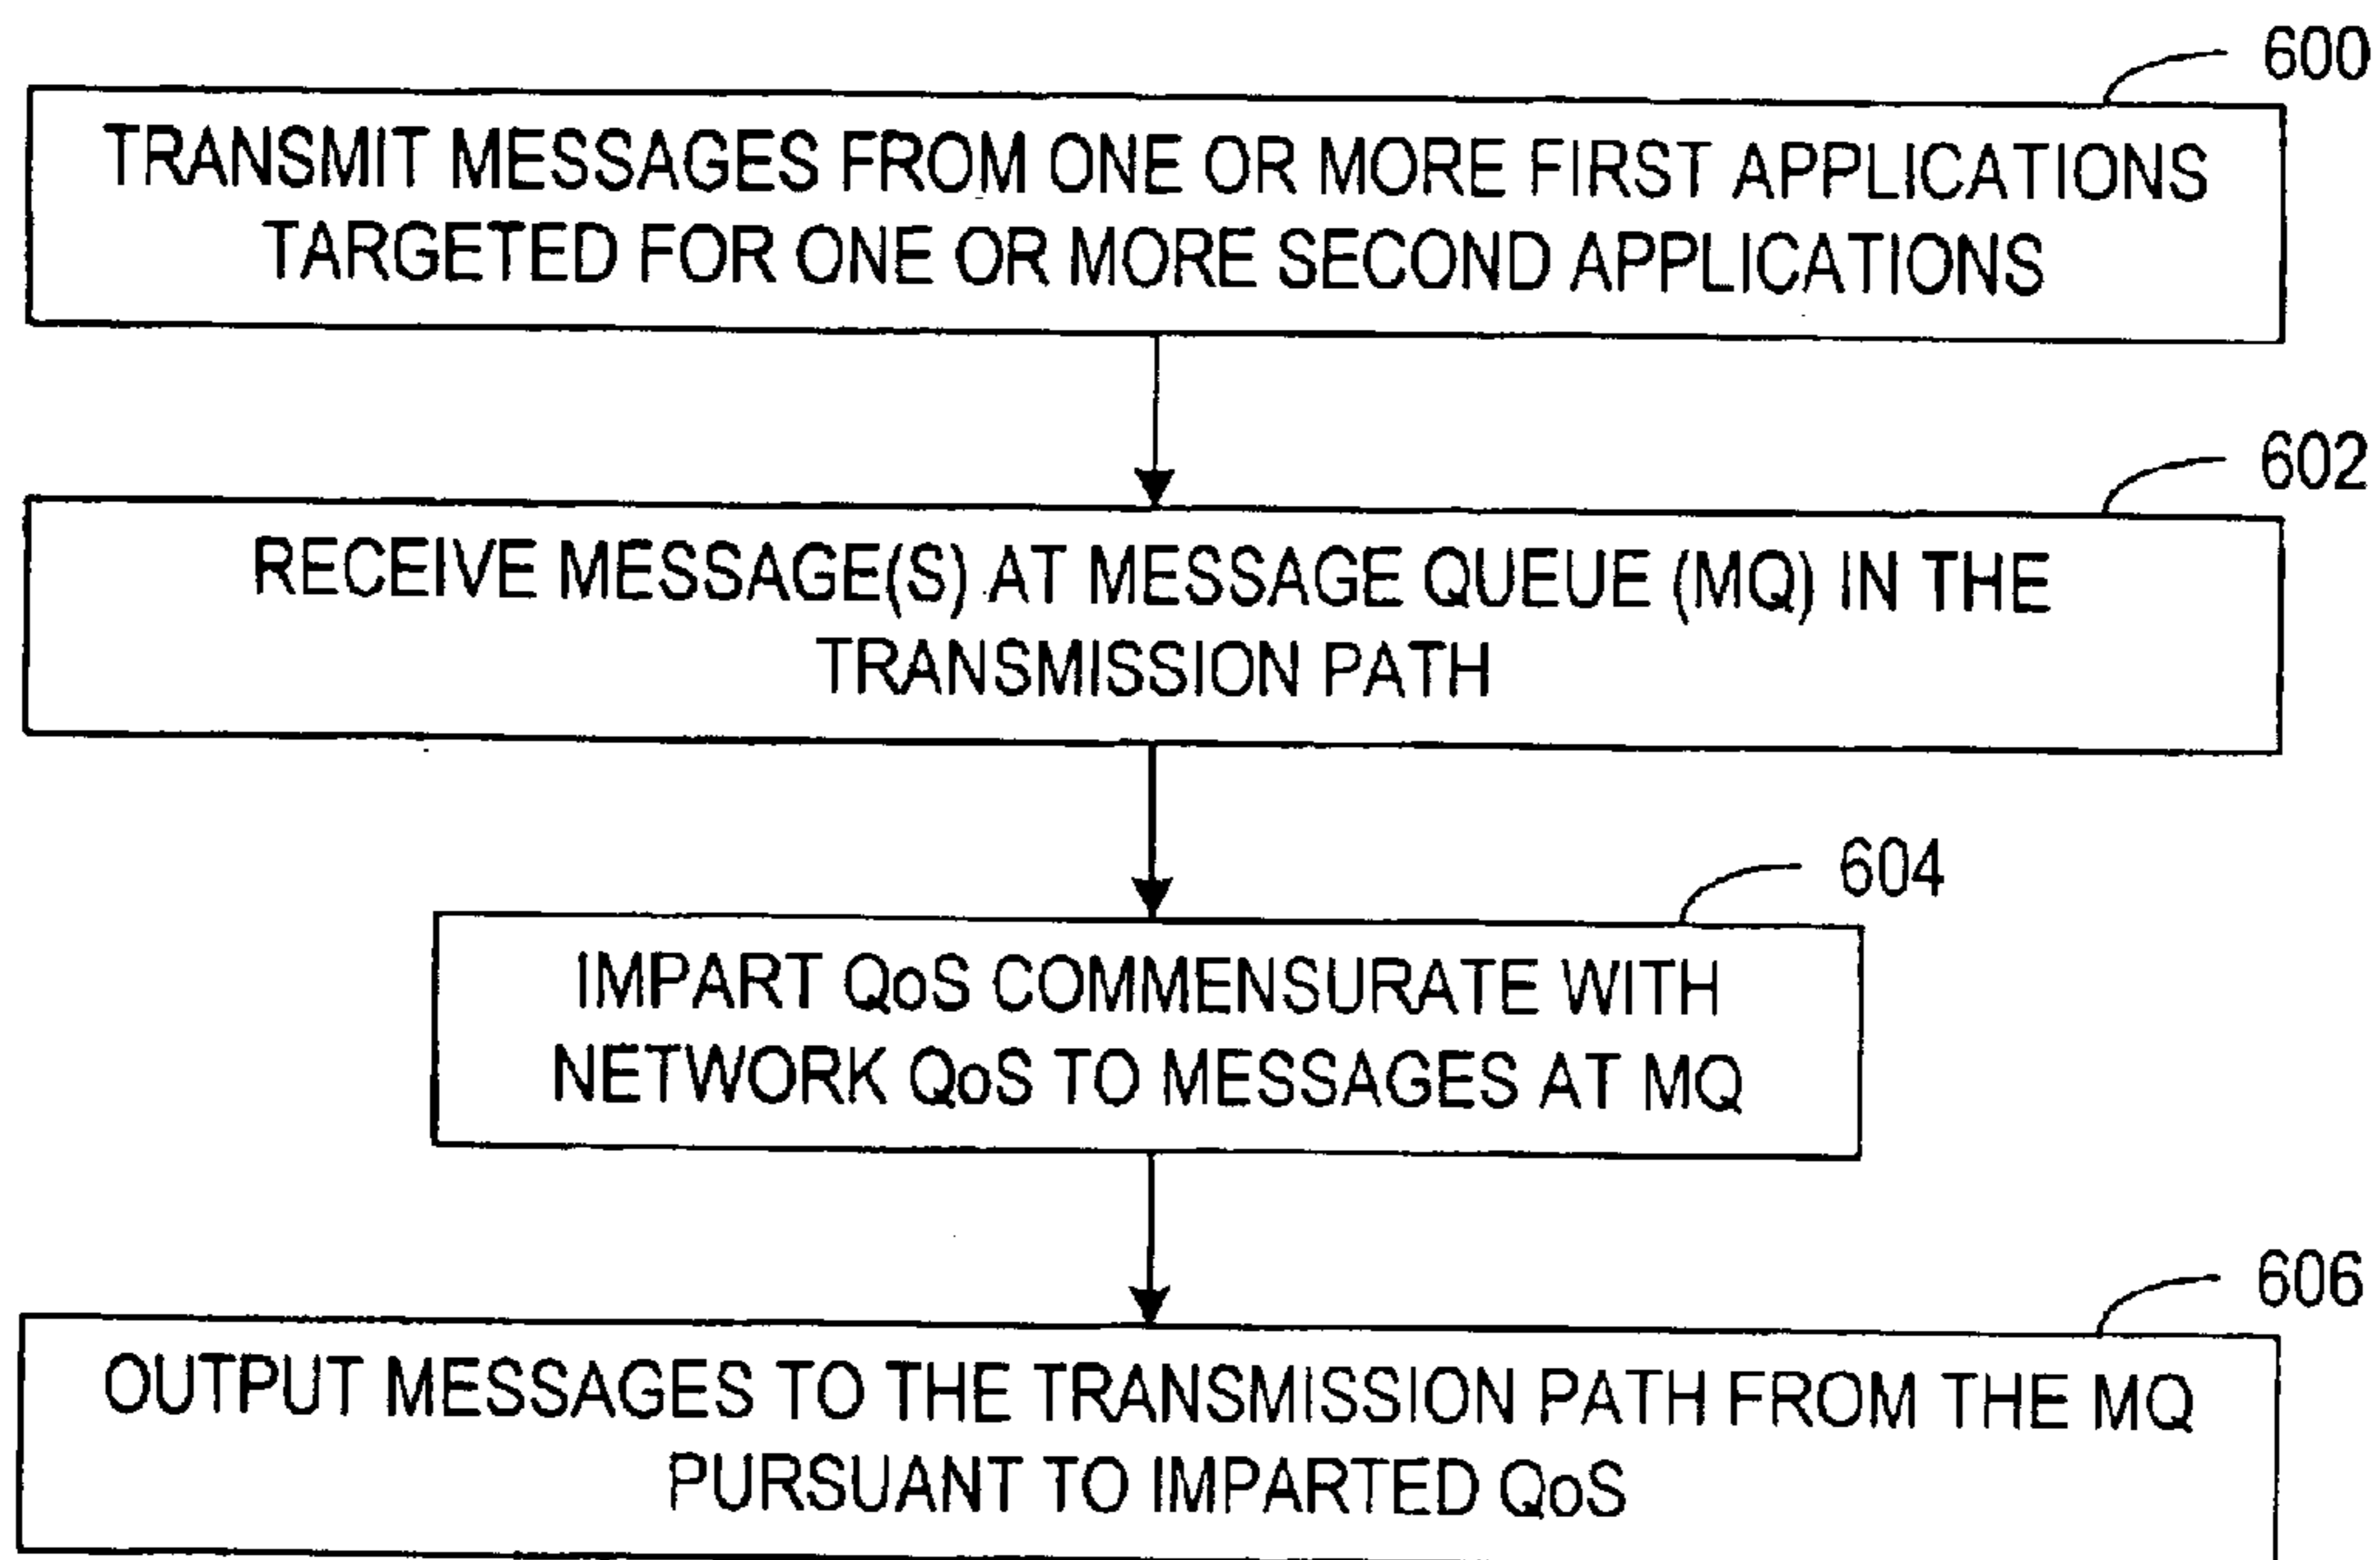 600
TRANSMIT MESSAGES FROM ONE OR MORE FIRST APPLICATIONS
TARGETED FOR ONE OR MORE SECOND APPLICATIONS
602
RECEIVE MESSAGE(S) AT MESSAGE QUEUE (MQ) IN THE
TRANSMISSION PATH
604
IMPART QoS COMMENSURATE WITH
NETWORK QoS TO MESSAGES AT MQ
606
OUTPUT MESSAGES TO THE TRANSMISSION PATH FROM THE MQ
PURSUANT TO IMPARTED QoS